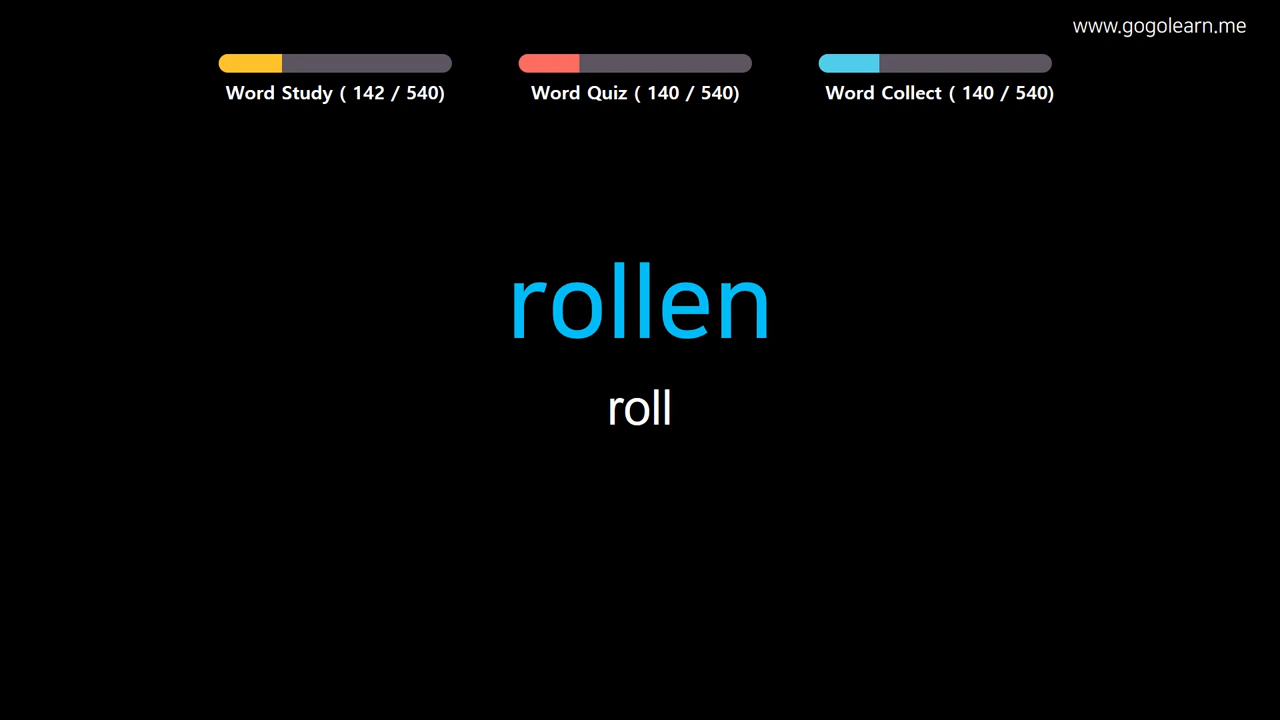 www.gogolearn.me
Word Study ( 142 / 540)
Word Quiz ( 140 / 540)
Word Collect ( 140 / 540)
rollen
roll